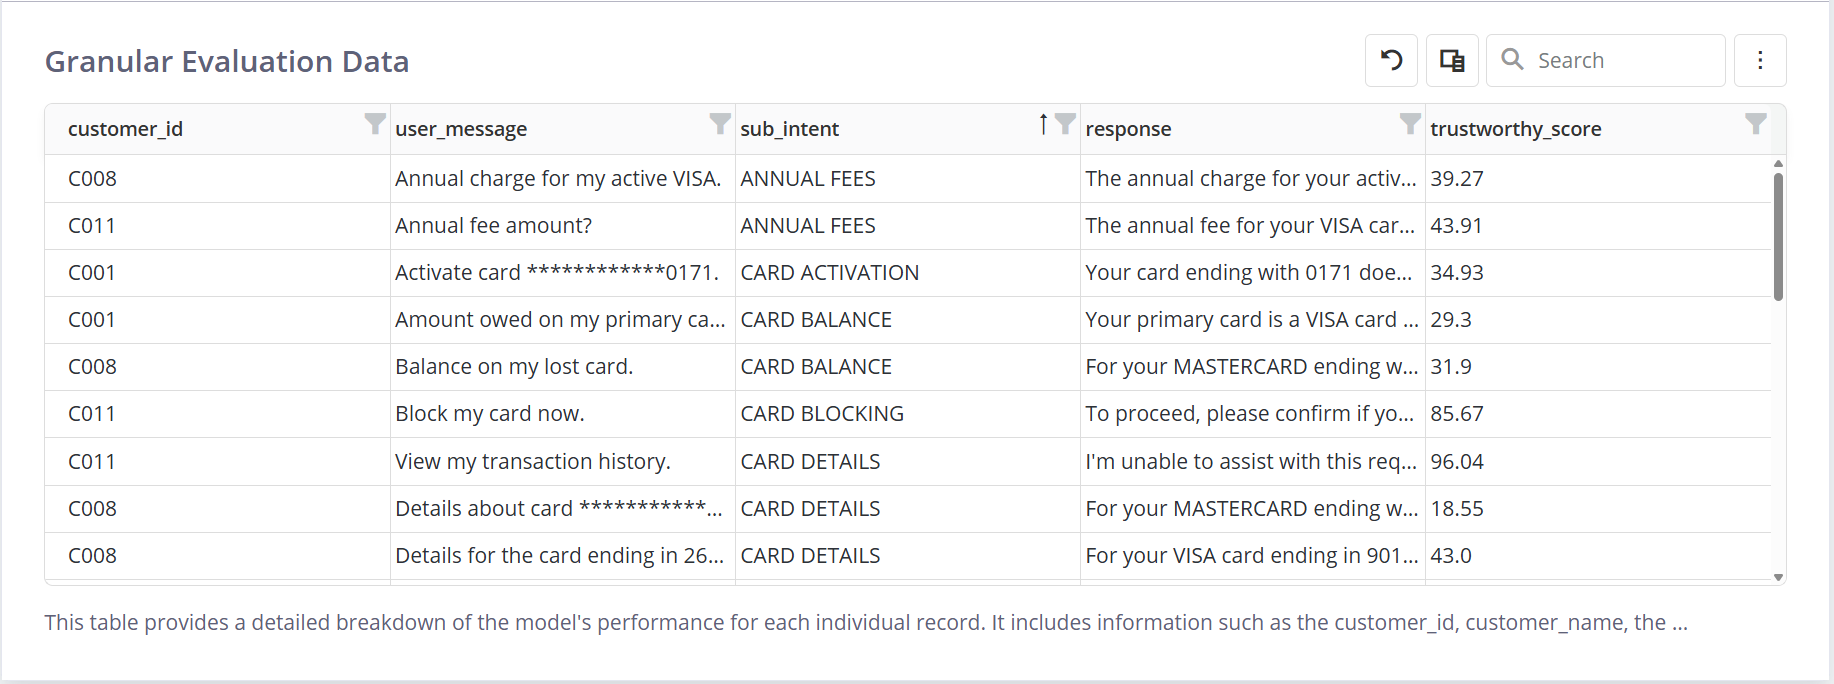 Granular Evaluation Data
Search
customer_id user_message sub_intent response trustworthy_score
C008 Annual charge for my active VISA. ANNUAL FEES The annual charge for your activ... 39.27
C011 Annual fee amount? ANNUAL FEES The annual fee for your VISA car... 43.91
C001 Activate card ************0171. CARD ACTIVATION Your card ending with 0171 doe... 34.93
C001 Amount owed on my primary ca... CARD BALANCE Your primary card is a VISA card ... 29.3
C008 Balance on my lost card. CARD BALANCE For your MASTERCARD ending w... 31.9
C011 Block my card now. CARD BLOCKING To proceed, please confirm if yo... 85.67
C011 View my transaction history. CARD DETAILS I'm unable to assist with this req... 96.04
C008 Details about card ***********... CARD DETAILS For your MASTERCARD ending w... 18.55
C008 Details for the card ending in 26... CARD DETAILS For your VISA card ending in 901... 43.0
This table provides a detailed breakdown of the model's performance for each individual record. It includes information such as the customer_id, customer_name, the ...